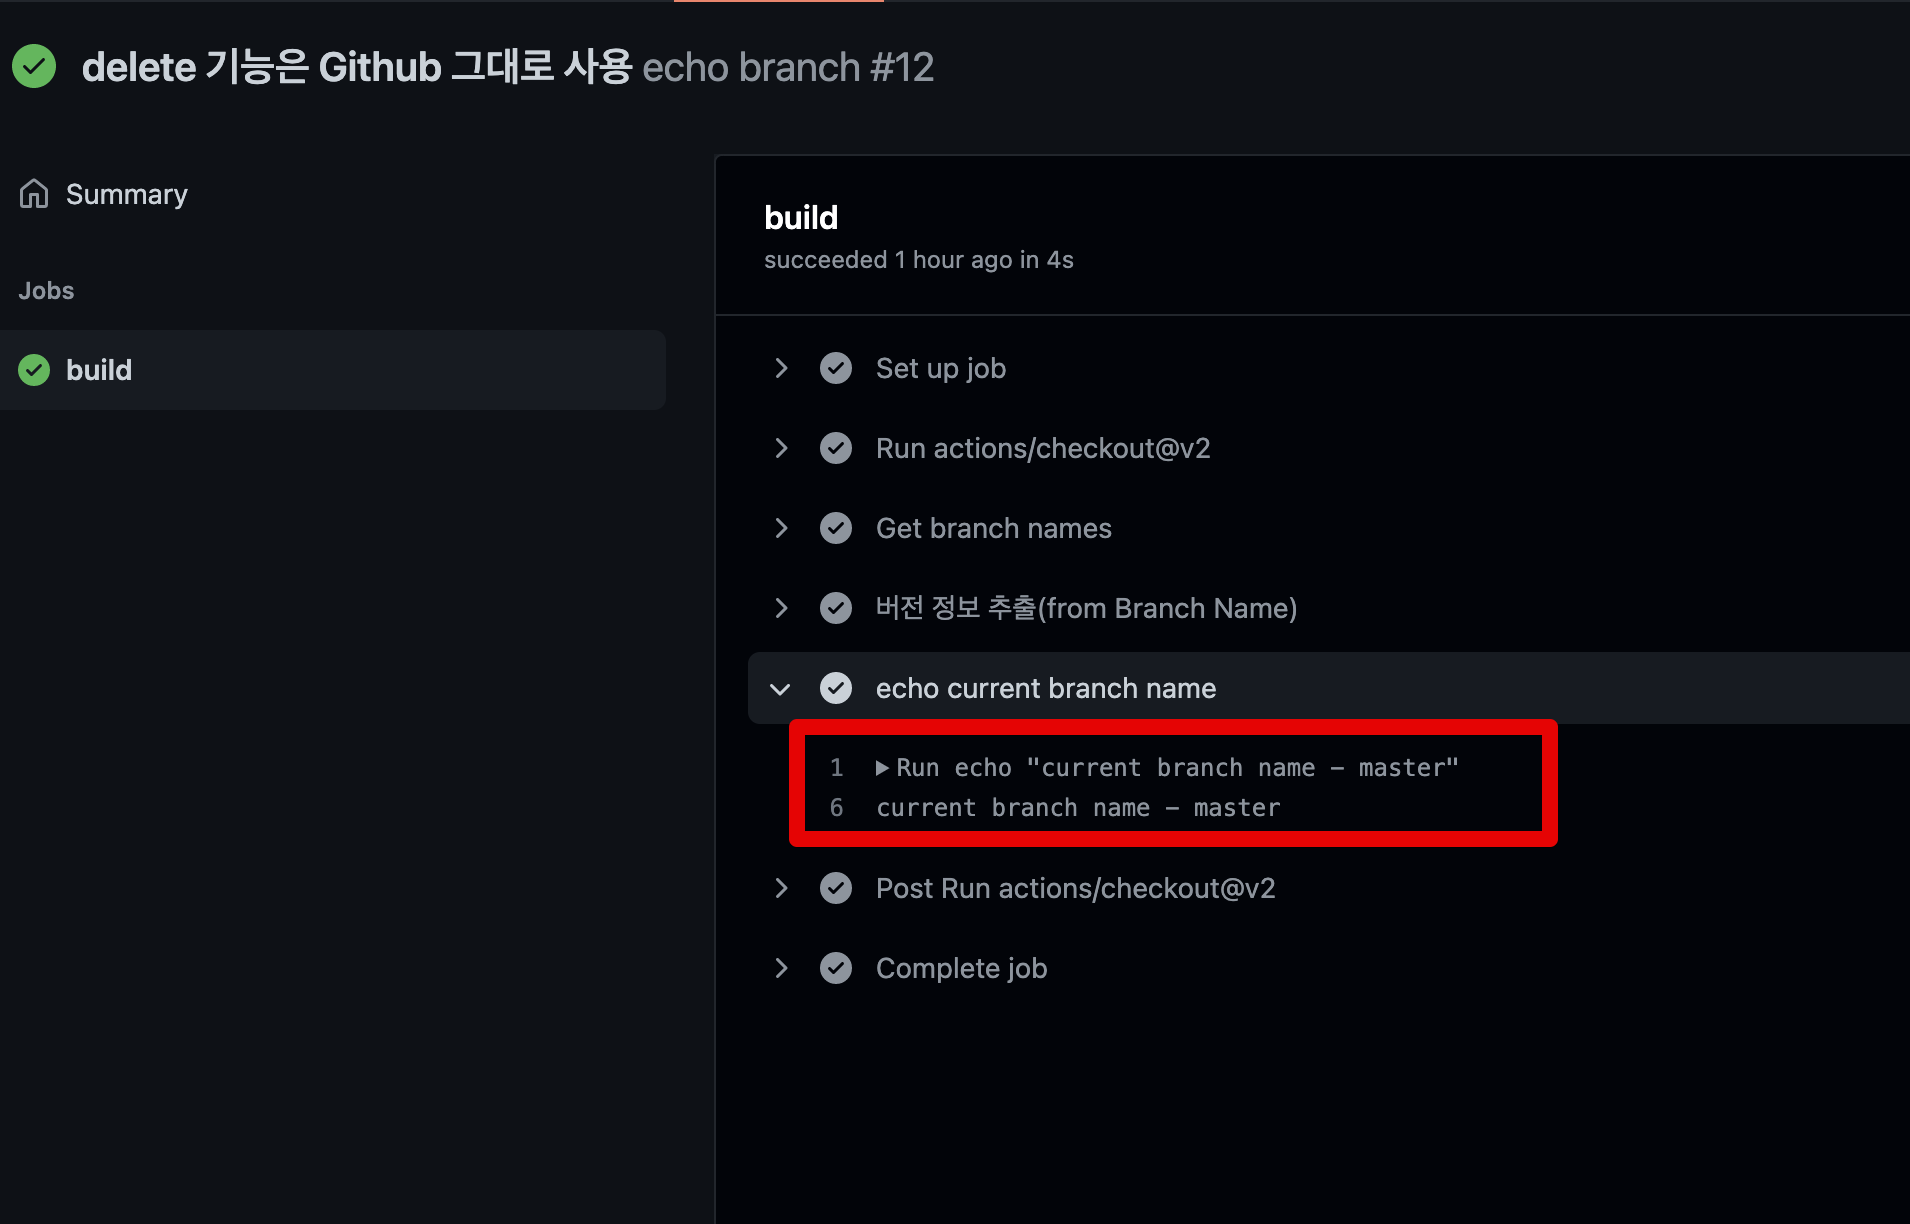 delete 기능은 Github 그대로 사용 echo branch #12
Summary
Jobs
build
build
succeeded 1 hour ago in 4s
Set up job
Run actions/checkout@v2
Get branch names
버전 정보 추출(from Branch Name)
echo current branch name
1 ▶Run echo "current branch name - master"
6 current branch name - master
Post Run actions/checkout@v2
Complete job